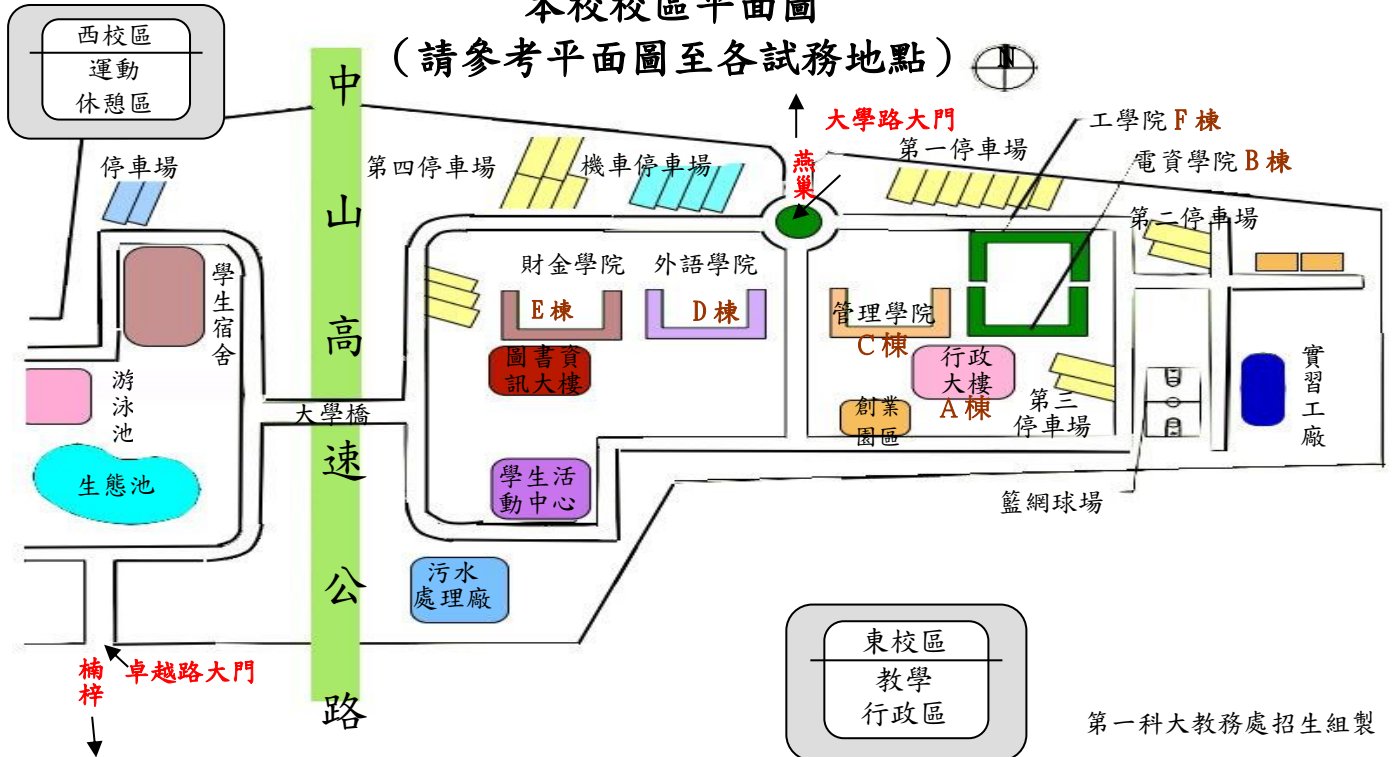 本校校區平面圖
（請參考平面圖至各試務地點）
西校區
運動
休憩區
N
中山高速公路
大學路大門
燕巢
工學院 F棟
電資學院 B棟
停車場
第四停車場
機車停車場
第一停車場
第二停車場
學生宿舍
財金學院
E棟
外語學院
D棟
管理學院
C棟
圖書資
訊大樓
行政
大樓
A棟
創業
園區
第三
停車場
實習工廠
游泳池
大學橋
生態池
學生活
動中心
籃網球場
污水
處理廠
楠梓
卓越路大門
東校區
教學
行政區
第一科大教務處招生組製